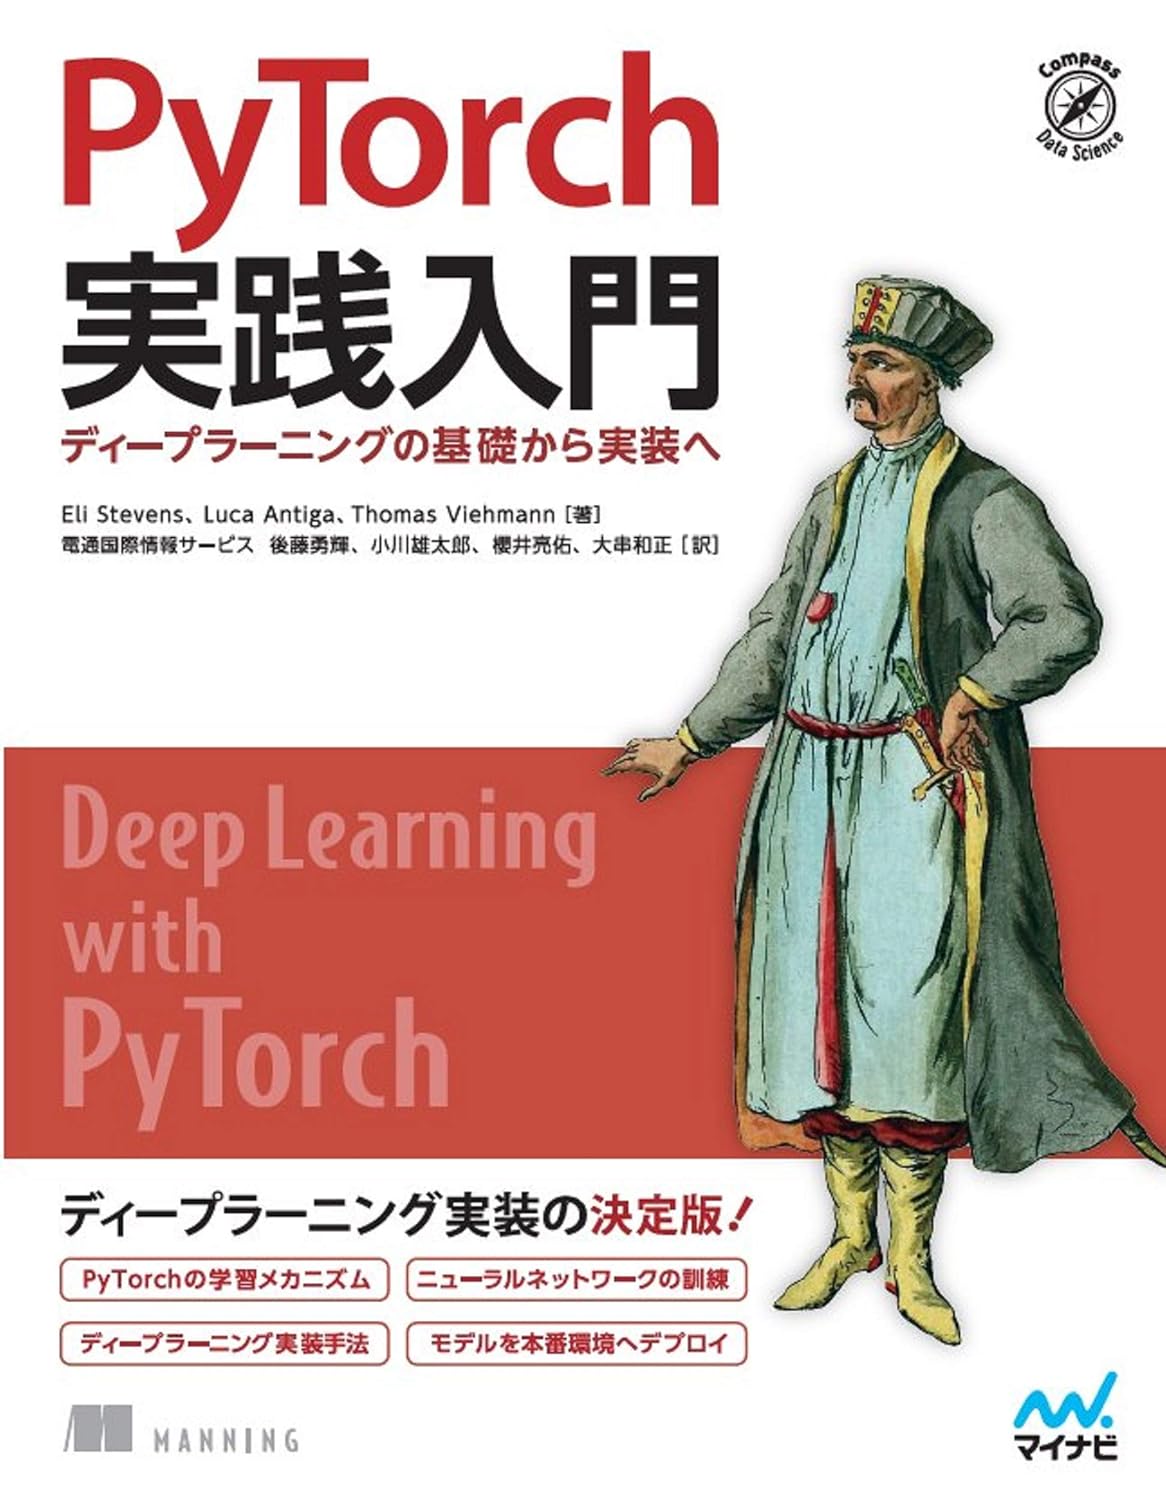 PyTorch
Compass
Data Science
実践入門
ディープラーニングの基礎から実装へ
Eli Stevens、Luca Antiga、Thomas Viehmann［著］
電通国際情報サービス 後藤勇輝、小川雄太郎、櫻井亮佑、大串和正［訳］
Deep Learning
with
PyTorch
ディープラーニング実装の決定版！
PyTorchの学習メカニズム
ニューラルネットワークの訓練
ディープラーニング実装手法
モデルを本番環境へデプロイ
MANNING
マイナビ